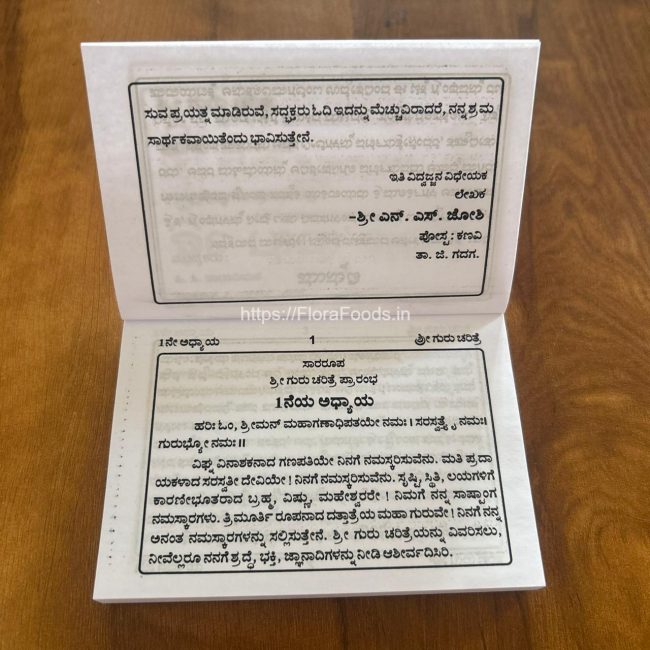 ಸುವ ಪ್ರಯತ್ನ ಮಾಡಿರುವೆ, ಸದ್ಭಕ್ತರು ಓದಿ ಇದನ್ನು ಮೆಚ್ಚುವಿರಾದರೆ, ನನ್ನ ಶ್ರಮ
ಸಾರ್ಥಕವಾಯಿತೆಂದು ಭಾವಿಸುತ್ತೇನೆ.
ಇತಿ ವಿದ್ವಜ್ಜನ ವಿಧೇಯಕ
ಲೇಖಕ
-ಶ್ರೀ ಎನ್. ಎಸ್. ಜೋಶಿ
ಪೋಸ್ಟ : ಕಣವಿ
ತಾ. ಜಿ. ಗದಗ.
https://FloraFoods.in
1ನೇ ಅಧ್ಯಾಯ 1 ಶ್ರೀ ಗುರು ಚರಿತ್ರೆ
ಸಾರರೂಪ
ಶ್ರೀ ಗುರು ಚರಿತ್ರೆ ಪ್ರಾರಂಭ
1ನೆಯ ಅಧ್ಯಾಯ
ಹರಿಃ ಓಂ, ಶ್ರೀಮನ್ ಮಹಾಗಣಾಧಿಪತಯೇ ನಮಃ । ಸರಸ್ವತ್ಯೈ ನಮಃ।
ಗುರುಭ್ಯೋ ನಮಃ ॥
ವಿಘ್ನ ವಿನಾಶಕನಾದ ಗಣಪತಿಯೇ ನಿನಗೆ ನಮಸ್ಕರಿಸುವೆನು. ಮತಿ ಪ್ರದಾ
ಯಕಳಾದ ಸರಸ್ವತೀ ದೇವಿಯೇ ! ನಿನಗೆ ನಮಸ್ಕರಿಸುವೆನು. ಸೃಷ್ಟಿ, ಸ್ಥಿತಿ, ಲಯಗಳಿಗೆ
ಕಾರಣೀಭೂತರಾದ ಬ್ರಹ್ಮ, ವಿಷ್ಣು, ಮಹೇಶ್ವರರೇ ! ನಿಮಗೆ ನನ್ನ ಸಾಷ್ಟಾಂಗ
ನಮಸ್ಕಾರಗಳು. ತ್ರಿಮೂರ್ತಿ ರೂಪನಾದ ದತ್ತಾತ್ರೆಯ ಮಹಾ ಗುರುವೇ ! ನಿನಗೆ ನನ್ನ
ಅನಂತ ನಮಸ್ಕಾರಗಳನ್ನು ಸಲ್ಲಿಸುತ್ತೇನೆ. ಶ್ರೀ ಗುರು ಚರಿತ್ರೆಯನ್ನು ವಿವರಿಸಲು,
ನೀವೆಲ್ಲರೂ ನನಗೆ ಶ್ರದ್ಧೆ, ಭಕ್ತಿ, ಜ್ಞಾನಾದಿಗಳನ್ನು ನೀಡಿ ಆಶೀರ್ವದಿಸಿರಿ.